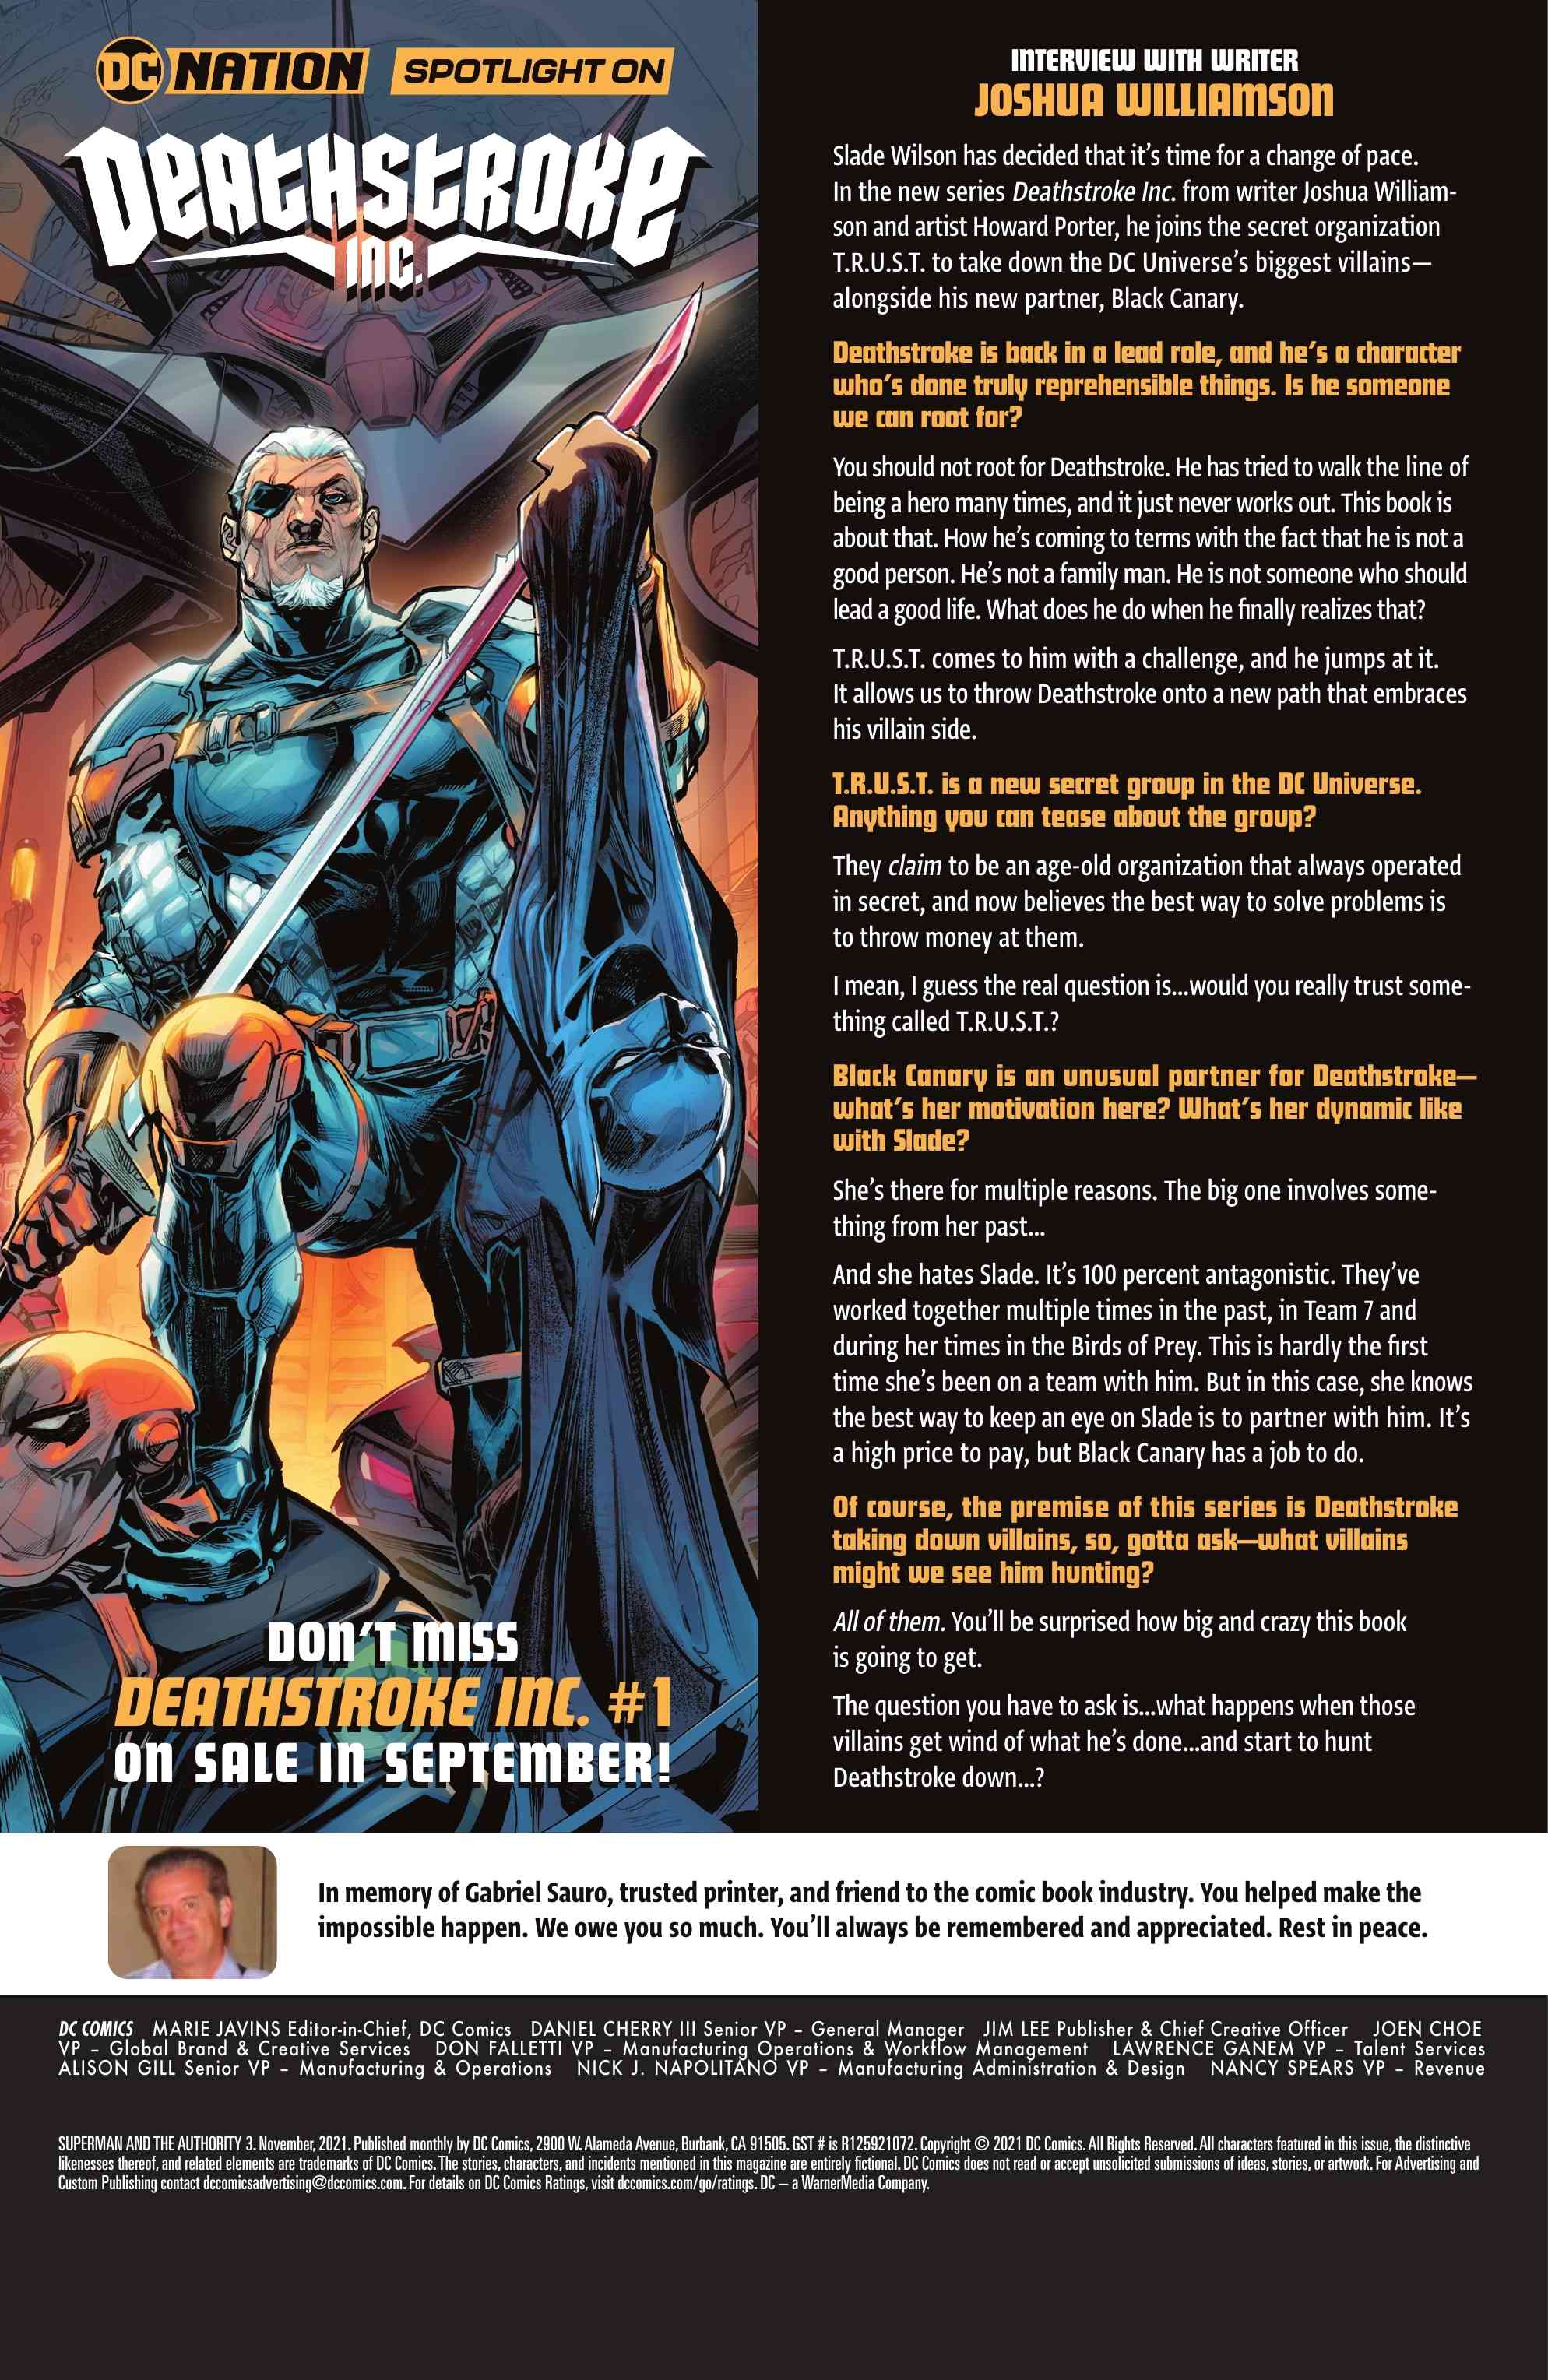 DC NATION SPOTLIGHT ON
DEATHSTROKE
INC.
DON'T MISS
DEATHSTROKE INC. #1
ON SALE IN SEPTEMBER!
INTERVIEW WITH WRITER
JOSHUA WILLIAMSON
Slade Wilson has decided that it’s time for a change of pace.
In the new series Deathstroke Inc. from writer Joshua William-
son and artist Howard Porter, he joins the secret organization
T.R.U.S.T. to take down the DC Universe’s biggest villains—
alongside his new partner, Black Canary.
Deathstroke is back in a lead role, and he’s a character
who’s done truly reprehensible things. Is he someone
we can root for?
You should not root for Deathstroke. He has tried to walk the line of
being a hero many times, and it just never works out. This book is
about that. How he’s coming to terms with the fact that he is not a
good person. He’s not a family man. He is not someone who should
lead a good life. What does he do when he finally realizes that?
T.R.U.S.T. comes to him with a challenge, and he jumps at it.
It allows us to throw Deathstroke onto a new path that embraces
his villain side.
T.R.U.S.T. is a new secret group in the DC Universe.
Anything you can tease about the group?
They claim to be an age-old organization that always operated
in secret, and now believes the best way to solve problems is
to throw money at them.
I mean, I guess the real question is...would you really trust some-
thing called T.R.U.S.T.?
Black Canary is an unusual partner for Deathstroke—
what’s her motivation here? What’s her dynamic like
with Slade?
She’s there for multiple reasons. The big one involves some-
thing from her past...
And she hates Slade. It’s 100 percent antagonistic. They’ve
worked together multiple times in the past, in Team 7 and
during her times in the Birds of Prey. This is hardly the first
time she’s been on a team with him. But in this case, she knows
the best way to keep an eye on Slade is to partner with him. It’s
a high price to pay, but Black Canary has a job to do.
Of course, the premise of this series is Deathstroke
taking down villains, so, gotta ask—what villains
might we see him hunting?
All of them. You’ll be surprised how big and crazy this book
is going to get.
The question you have to ask is...what happens when those
villains get wind of what he’s done...and start to hunt
Deathstroke down...?
In memory of Gabriel Sauro, trusted printer, and friend to the comic book industry. You helped make the
impossible happen. We owe you so much. You’ll always be remembered and appreciated. Rest in peace.
DC COMICS MARIE JAVINS Editor-in-Chief, DC Comics DANIEL CHERRY III Senior VP – General Manager JIM LEE Publisher & Chief Creative Officer JOEN CHOE
VP – Global Brand & Creative Services DON FALLETTI VP – Manufacturing Operations & Workflow Management LAWRENCE GANEM VP – Talent Services
ALISON GILL Senior VP – Manufacturing & Operations NICK J. NAPOLITANO VP – Manufacturing Administration & Design NANCY SPEARS VP – Revenue
SUPERMAN AND THE AUTHORITY 3. November, 2021. Published monthly by DC Comics, 2900 W. Alameda Avenue, Burbank, CA 91505. GST # is R125921072. Copyright © 2021 DC Comics. All Rights Reserved. All characters featured in this issue, the distinctive
likenesses thereof, and related elements are trademarks of DC Comics. The stories, characters, and incidents mentioned in this magazine are entirely fictional. DC Comics does not read or accept unsolicited submissions of ideas, stories, or artwork. For Advertising and
Custom Publishing contact dccomicsadvertising@dccomics.com. For details on DC Comics Ratings, visit dccomics.com/go/ratings. DC – a WarnerMedia Company.